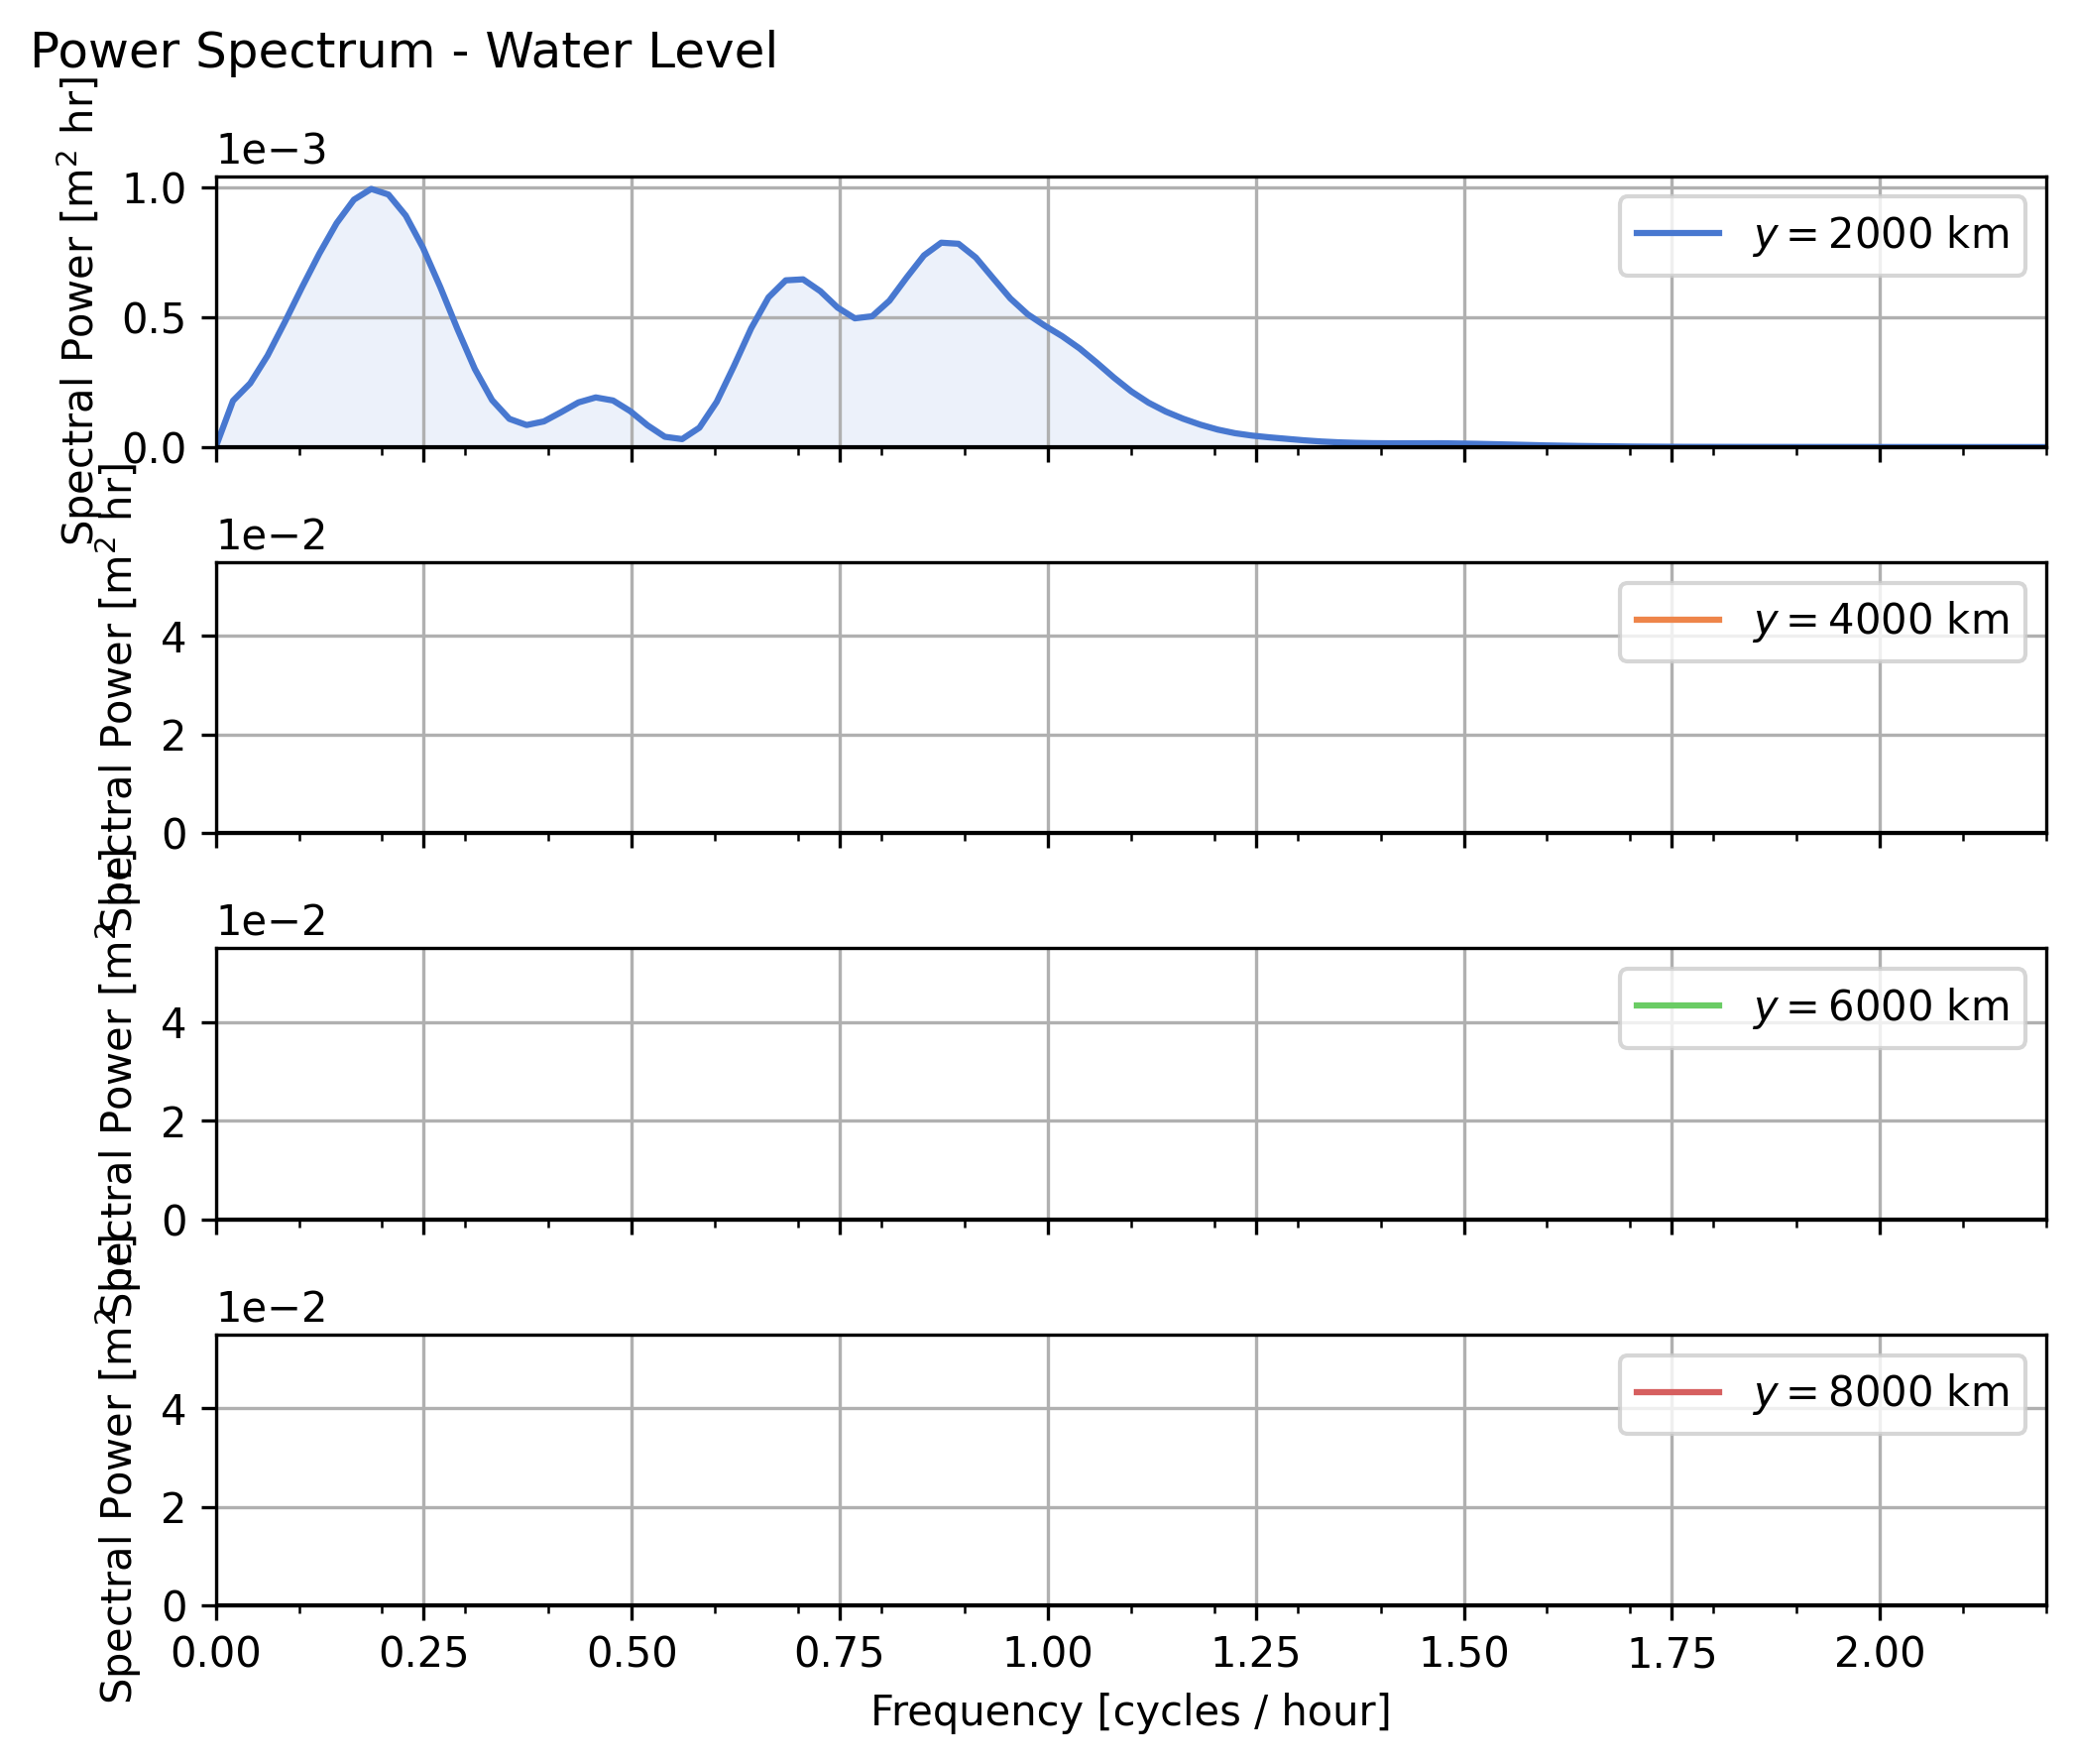 Power Spectrum - Water Level
1e−3
Spectral Power [m² hr]
1.0
0.5
0.0
y = 2000 km
1e−2
Spectral Power [m² hr]
4
2
0
y = 4000 km
1e−2
Spectral Power [m²
4
2
0
y = 6000 km
1e−2
Spectral Power [m²
4
2
0
y = 8000 km
0.00 0.25 0.50 0.75 1.00 1.25 1.50 1.75 2.00
Frequency [cycles / hour]